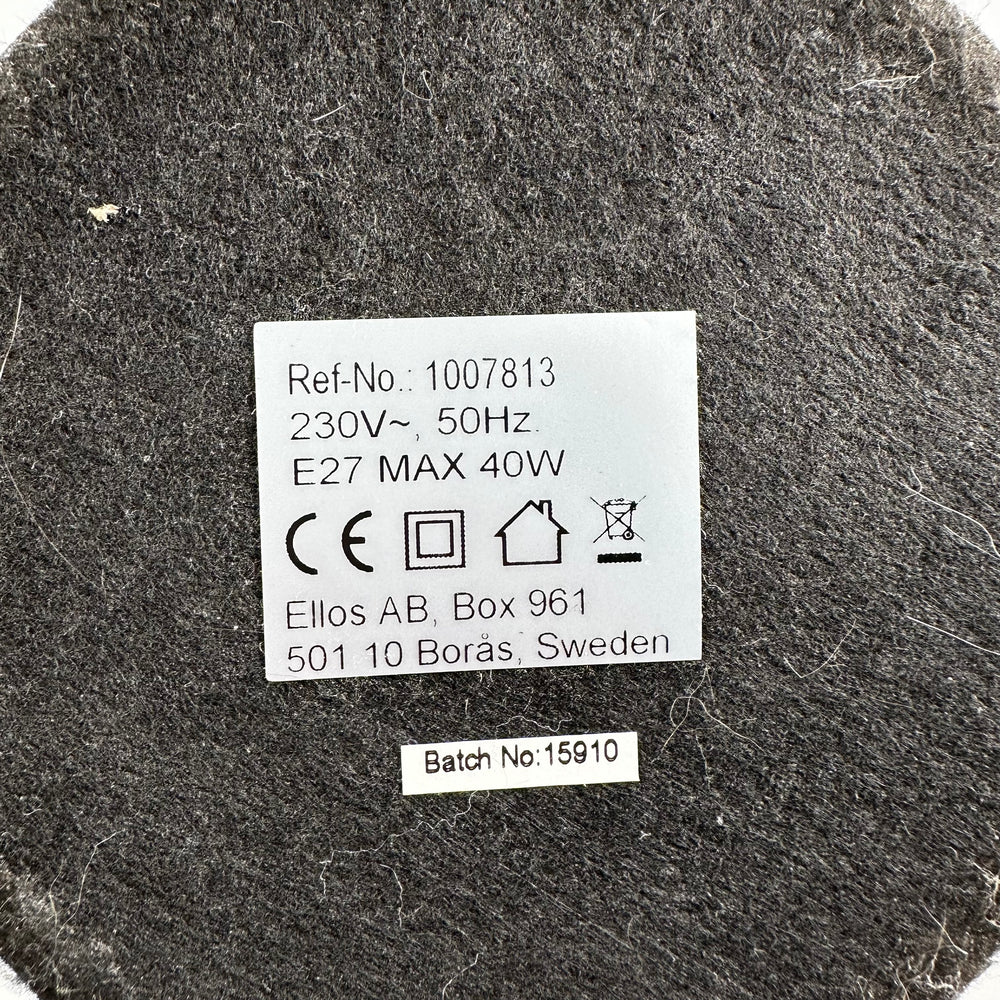 Ref-No.: 1007813
230V~, 50Hz.
E27 MAX 40W
CE
Ellos AB, Box 961
501 10 Borås, Sweden
Batch No:15910